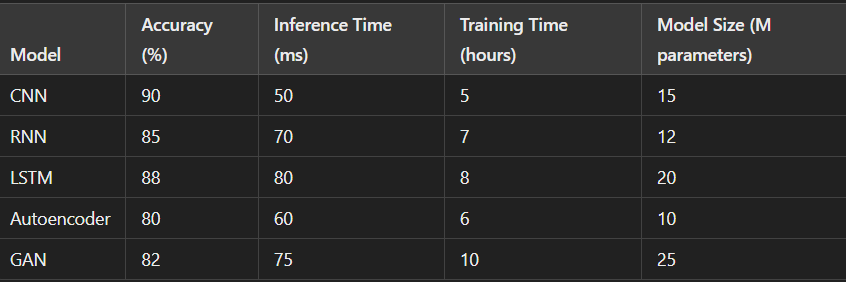 Model Accuracy (%) Inference Time (ms) Training Time (hours) Model Size (M parameters)
CNN 90 50 5 15
RNN 85 70 7 12
LSTM 88 80 8 20
Autoencoder 80 60 6 10
GAN 82 75 10 25